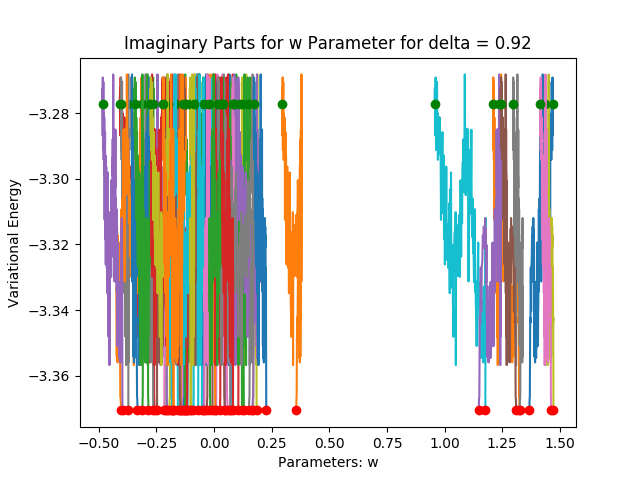 Imaginary Parts for w Parameter for delta = 0.92
Variational Energy
−3.28
−3.30
−3.32
−3.34
−3.36
−0.50 −0.25 0.00 0.25 0.50 0.75 1.00 1.25 1.50
Parameters: w